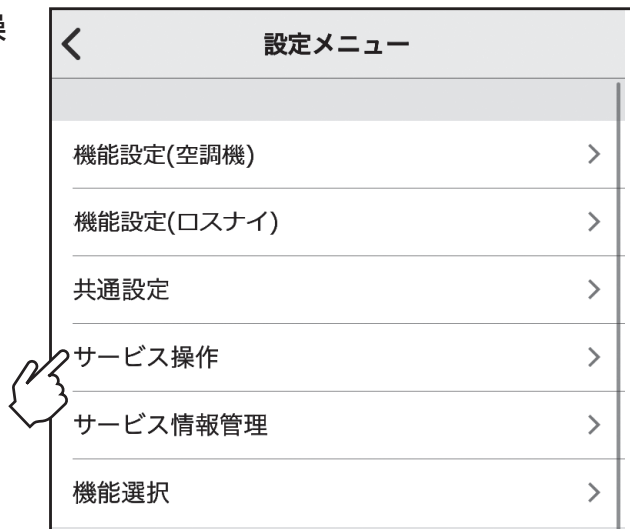 操
設定メニュー
機能設定(空調機)
機能設定(ロスナイ)
共通設定
サービス操作
サービス情報管理
機能選択